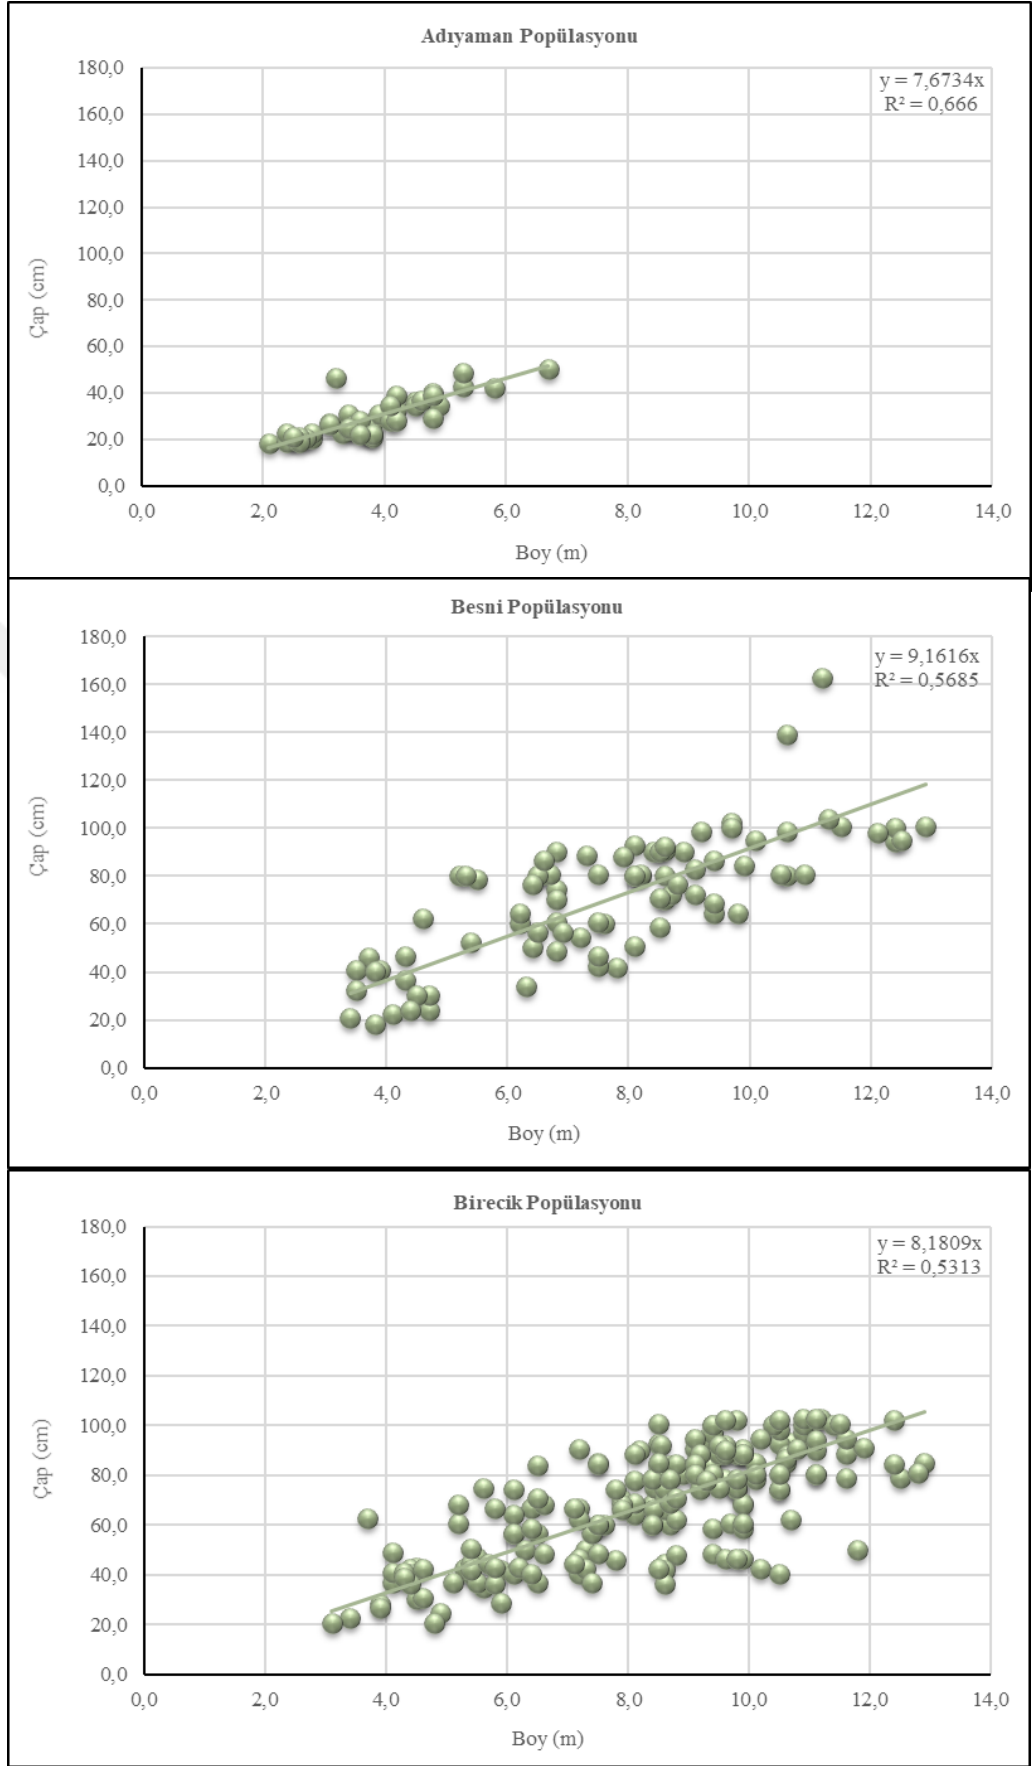 Adıyaman Popülasyonu
180,0
y = 7,6734x
R² = 0,666
160,0
140,0
120,0
100,0
80,0
60,0
40,0
20,0
0,0
Çap (cm)
0,0 2,0 4,0 6,0 8,0 10,0 12,0 14,0
Boy (m)
Besni Popülasyonu
180,0
y = 9,1616x
R² = 0,5685
160,0
140,0
120,0
100,0
80,0
60,0
40,0
20,0
0,0
Çap (cm)
0,0 2,0 4,0 6,0 8,0 10,0 12,0 14,0
Boy (m)
Birecik Popülasyonu
180,0
y = 8,1809x
R² = 0,5313
160,0
140,0
120,0
100,0
80,0
60,0
40,0
20,0
0,0
Çap (cm)
0,0 2,0 4,0 6,0 8,0 10,0 12,0 14,0
Boy (m)